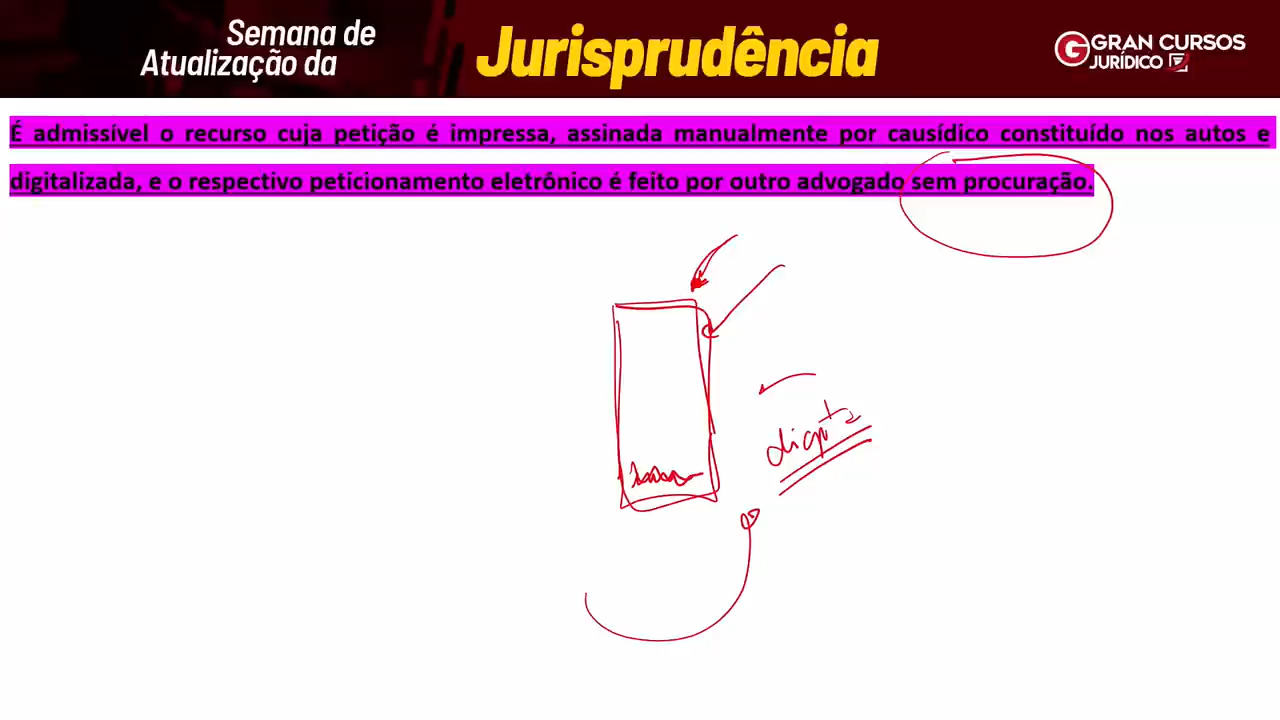 Semana de
Atualização da
Jurisprudência
GRAN CURSOS
JURÍDICO
É admissível o recurso cuja petição é impressa, assinada manualmente por causídico constituído nos autos e
digitalizada, e o respectivo peticionamento eletrônico é feito por outro advogado sem procuração.